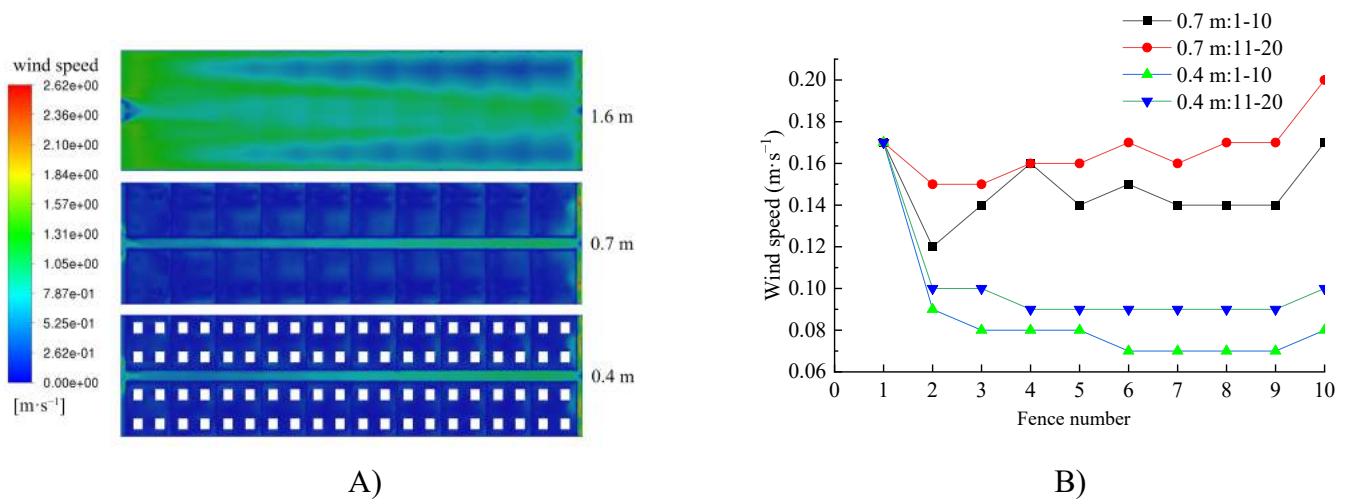 wind speed
2.62e+00
2.36e+00
2.10e+00
1.84e+00
1.57e+00
1.31e+00
1.05e+00
7.87e-01
5.25e-01
2.62e-01
0.00e+00
[m·s⁻¹]
1.6 m
0.7 m
0.4 m
A)
0.7 m:1-10
0.7 m:11-20
0.4 m:1-10
0.4 m:11-20
Wind speed (m·s⁻¹)
0.20
0.18
0.16
0.14
0.12
0.10
0.08
0.06
0 1 2 3 4 5 6 7 8 9 10
Fence number
B)